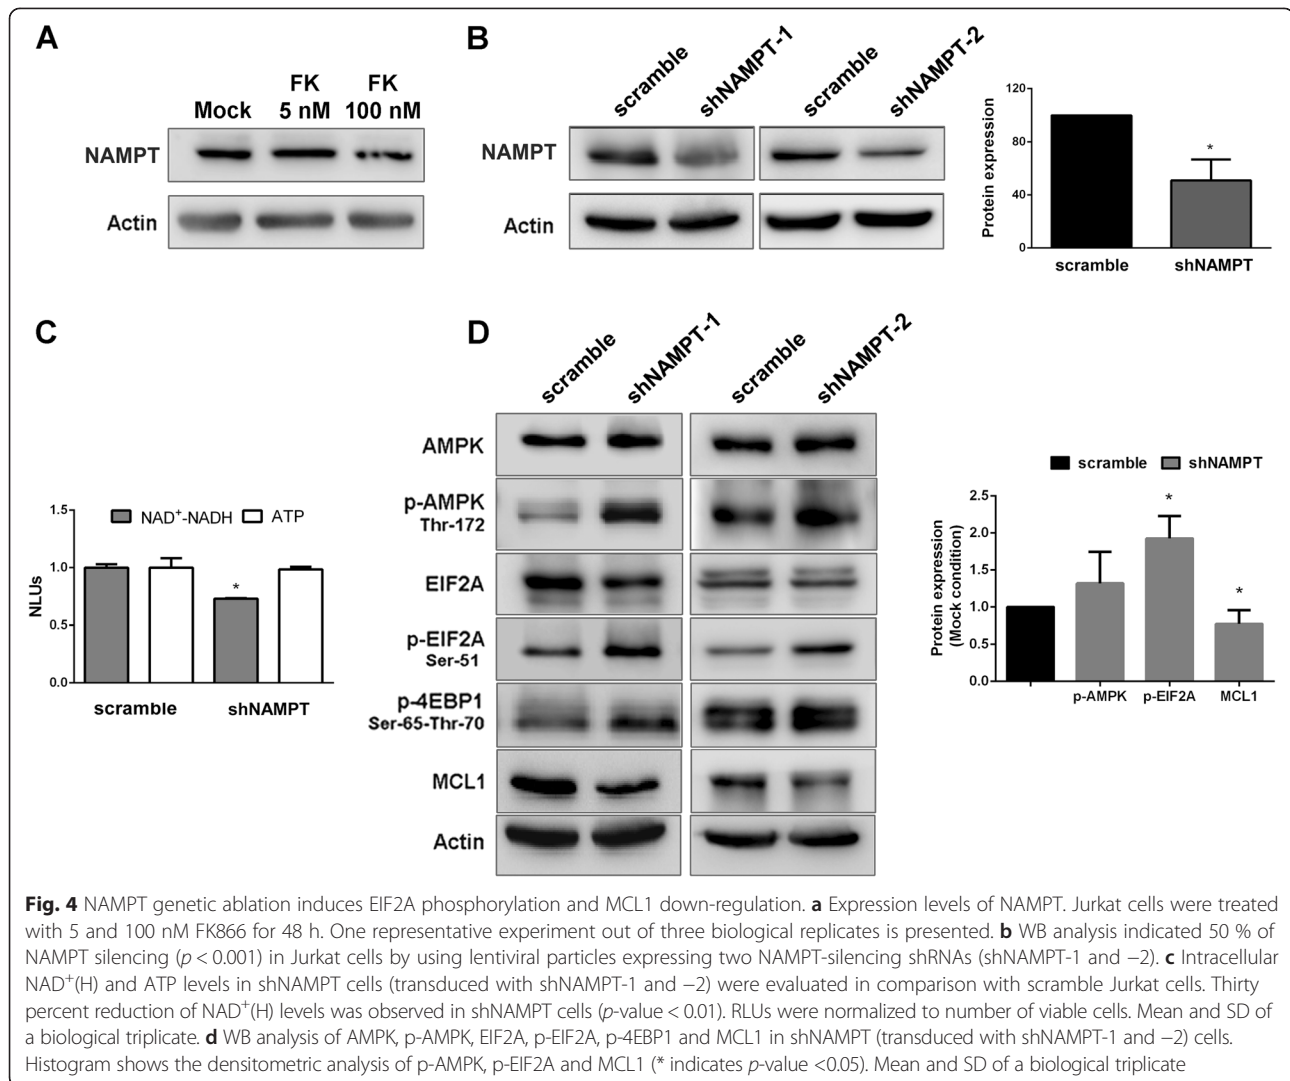 A
Mock
FK
5 nM
FK
100 nM
NAMPT
Actin
B
scramble
shNAMPT-1
scramble
shNAMPT-2
NAMPT
Actin
Protein expression
120
80
40
0
*
scramble
shNAMPT
C
NLUs
1.5
1.0
0.5
0.0
NAD+-NADH
ATP
*
scramble
shNAMPT
D
scramble
shNAMPT-1
scramble
shNAMPT-2
AMPK
p-AMPK
Thr-172
EIF2A
p-EIF2A
Ser-51
p-4EBP1
Ser-65-Thr-70
MCL1
Actin
scramble
shNAMPT
Protein expression
(Mock condition)
2.5
2.0
1.5
1.0
0.5
0.0
*
*
p-AMPK
p-EIF2A
MCL1
Fig. 4 NAMPT genetic ablation induces EIF2A phosphorylation and MCL1 down-regulation. a Expression levels of NAMPT. Jurkat cells were treated
with 5 and 100 nM FK866 for 48 h. One representative experiment out of three biological replicates is presented. b WB analysis indicated 50 % of
NAMPT silencing (p < 0.001) in Jurkat cells by using lentiviral particles expressing two NAMPT-silencing shRNAs (shNAMPT-1 and −2). c Intracellular
NAD+(H) and ATP levels in shNAMPT cells (transduced with shNAMPT-1 and −2) were evaluated in comparison with scramble Jurkat cells. Thirty
percent reduction of NAD+(H) levels was observed in shNAMPT cells (p-value < 0.01). RLUs were normalized to number of viable cells. Mean and SD of
a biological triplicate. d WB analysis of AMPK, p-AMPK, EIF2A, p-EIF2A, p-4EBP1 and MCL1 in shNAMPT (transduced with shNAMPT-1 and −2) cells.
Histogram shows the densitometric analysis of p-AMPK, p-EIF2A and MCL1 (* indicates p-value <0.05). Mean and SD of a biological triplicate